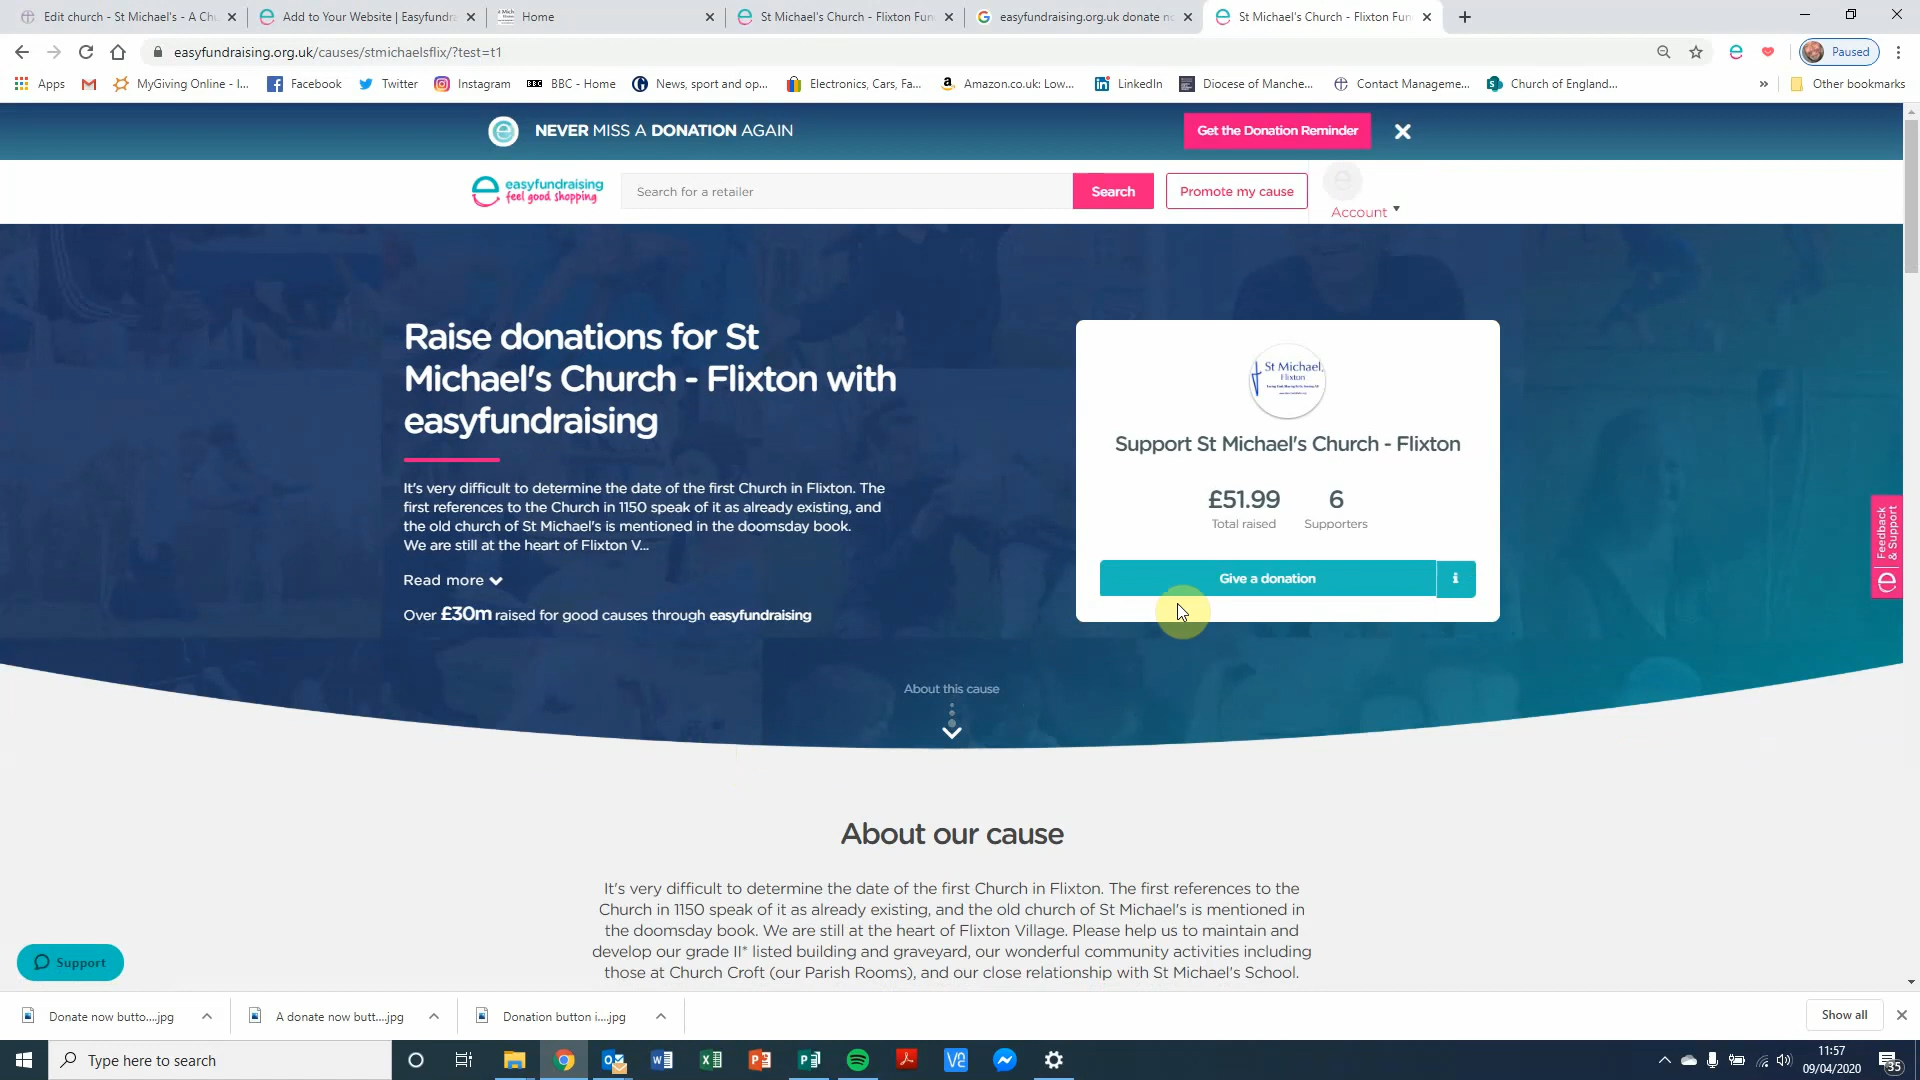 Edit church - St Michael's - A Chu
Add to Your Website | Easyfundra
Home
St Michael's Church - Flixton Fun
easyfundraising.org.uk donate no
St Michael's Church - Flixton Fun
easyfundraising.org.uk/causes/stmichaelsflix/?test=t1
Paused
Apps
MyGiving Online - I...
Facebook
Twitter
Instagram
BBC - Home
News, sport and op...
Electronics, Cars, Fa...
Amazon.co.uk: Low...
LinkedIn
Diocese of Manche...
Contact Manageme...
Church of England...
Other bookmarks
NEVER MISS A DONATION AGAIN
Get the Donation Reminder
easyfundraising
feel good shopping
Search for a retailer
Search
Promote my cause
Account
Raise donations for St
Michael's Church - Flixton with
easyfundraising
It's very difficult to determine the date of the first Church in Flixton. The
first references to the Church in 1150 speak of it as already existing, and
the old church of St Michael's is mentioned in the doomsday book.
We are still at the heart of Flixton V...
Read more
Over £30m raised for good causes through easyfundraising
St Michael,
Flixton
Support St Michael's Church - Flixton
£51.99
Total raised
6
Supporters
Give a donation
i
Feedback
& Support
About this cause
About our cause
It's very difficult to determine the date of the first Church in Flixton. The first references to the
Church in 1150 speak of it as already existing, and the old church of St Michael's is mentioned in
the doomsday book. We are still at the heart of Flixton Village. Please help us to maintain and
develop our grade II* listed building and graveyard, our wonderful community activities including
those at Church Croft (our Parish Rooms), and our close relationship with St Michael's School.
Support
Donate now butto....jpg
A donate now butt....jpg
Donation button i....jpg
Show all
Type here to search
11:57
09/04/2020
35